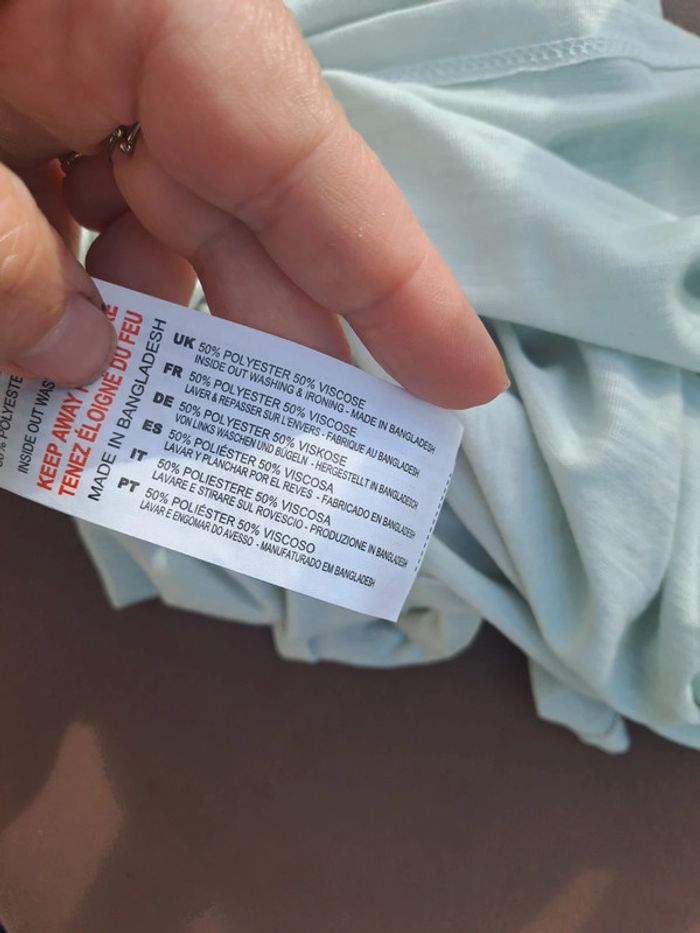 50% POLYESTE
INSIDE OUT WAS
KEEP AWAY
TENEZ ÉLOIGNE DU FEU
MADE IN BANGLADESH
UK 50% POLYESTER 50% VISCOSE
INSIDE OUT WASHING & IRONING - MADE IN BANGLADESH
FR 50% POLYESTER 50% VISCOSE
LAVER & REPASSER SUR L'ENVERS - FABRIQUE AU BANGLADESH
DE 50% POLYESTER 50% VISKOSE
VON LINKS WASCHEN UND BÜGELN - HERGESTELLT IN BANGLADESCH
ES 50% POLIÉSTER 50% VISCOSA
LAVAR Y PLANCHAR POR EL REVES - FABRICADO EN BANGLADESH
IT 50% POLIESTERE 50% VISCOSA
LAVARE E STIRARE SUL ROVESCIO - PRODUZIONE IN BANGLADESH
PT 50% POLIÉSTER 50% VISCOSO
LAVAR E ENGOMAR DO AVESSO - MANUFATURADO EM BANGLADESH